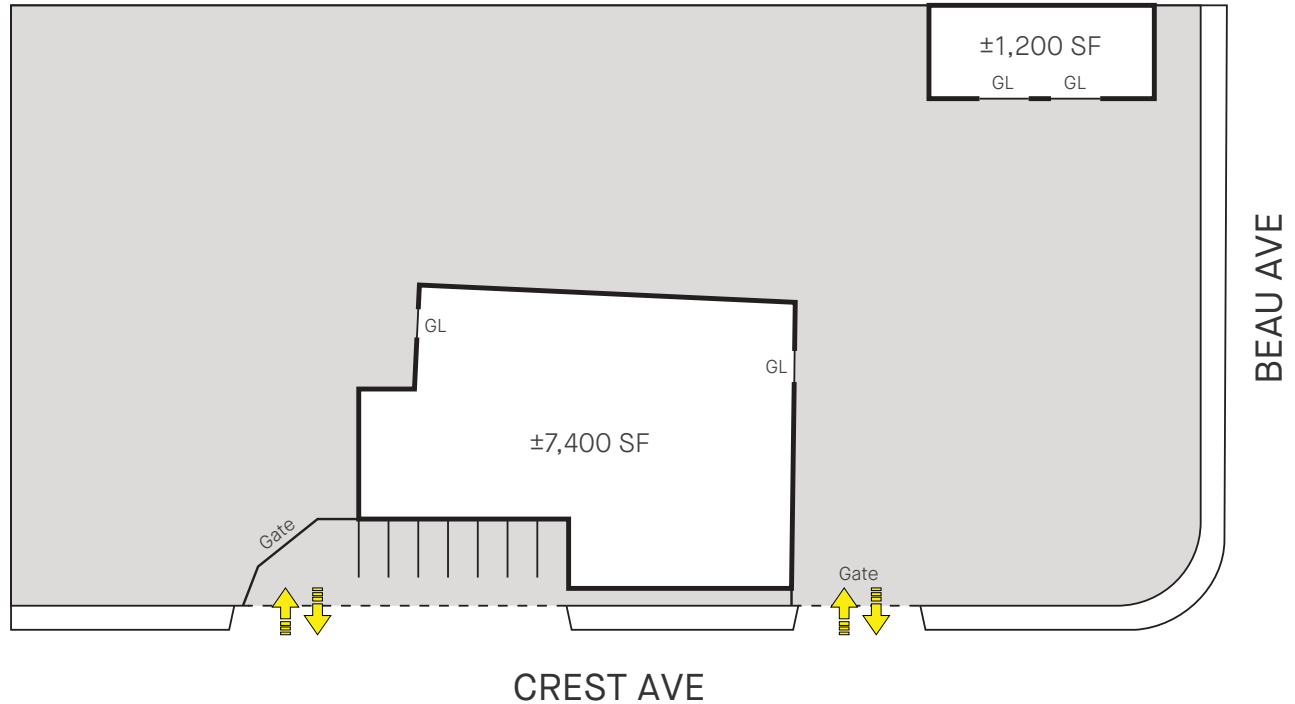 ±1,200 SF
GL GL
BEAU AVE
GL
GL
±7,400 SF
Gate
Gate
CREST AVE